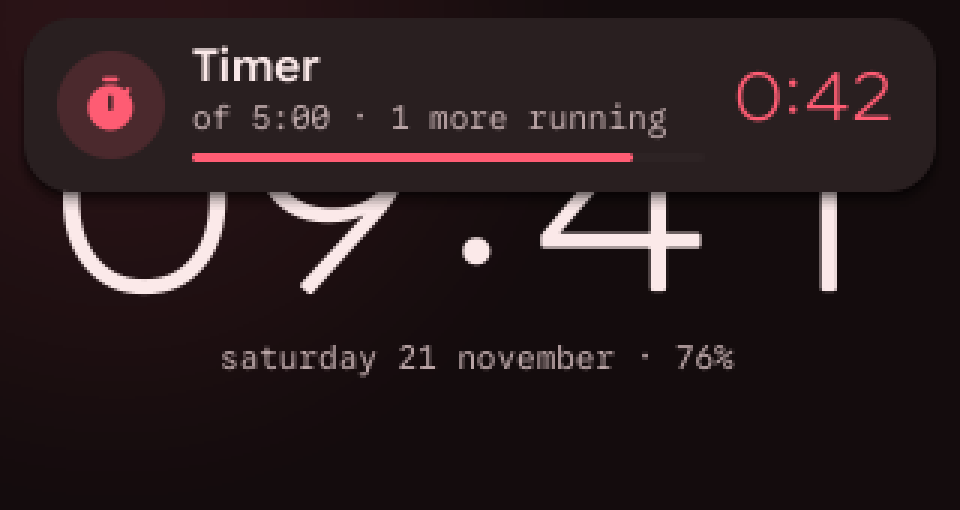 Timer
of 5:00 · 1 more running
0:42
09:41
saturday 21 november · 76%